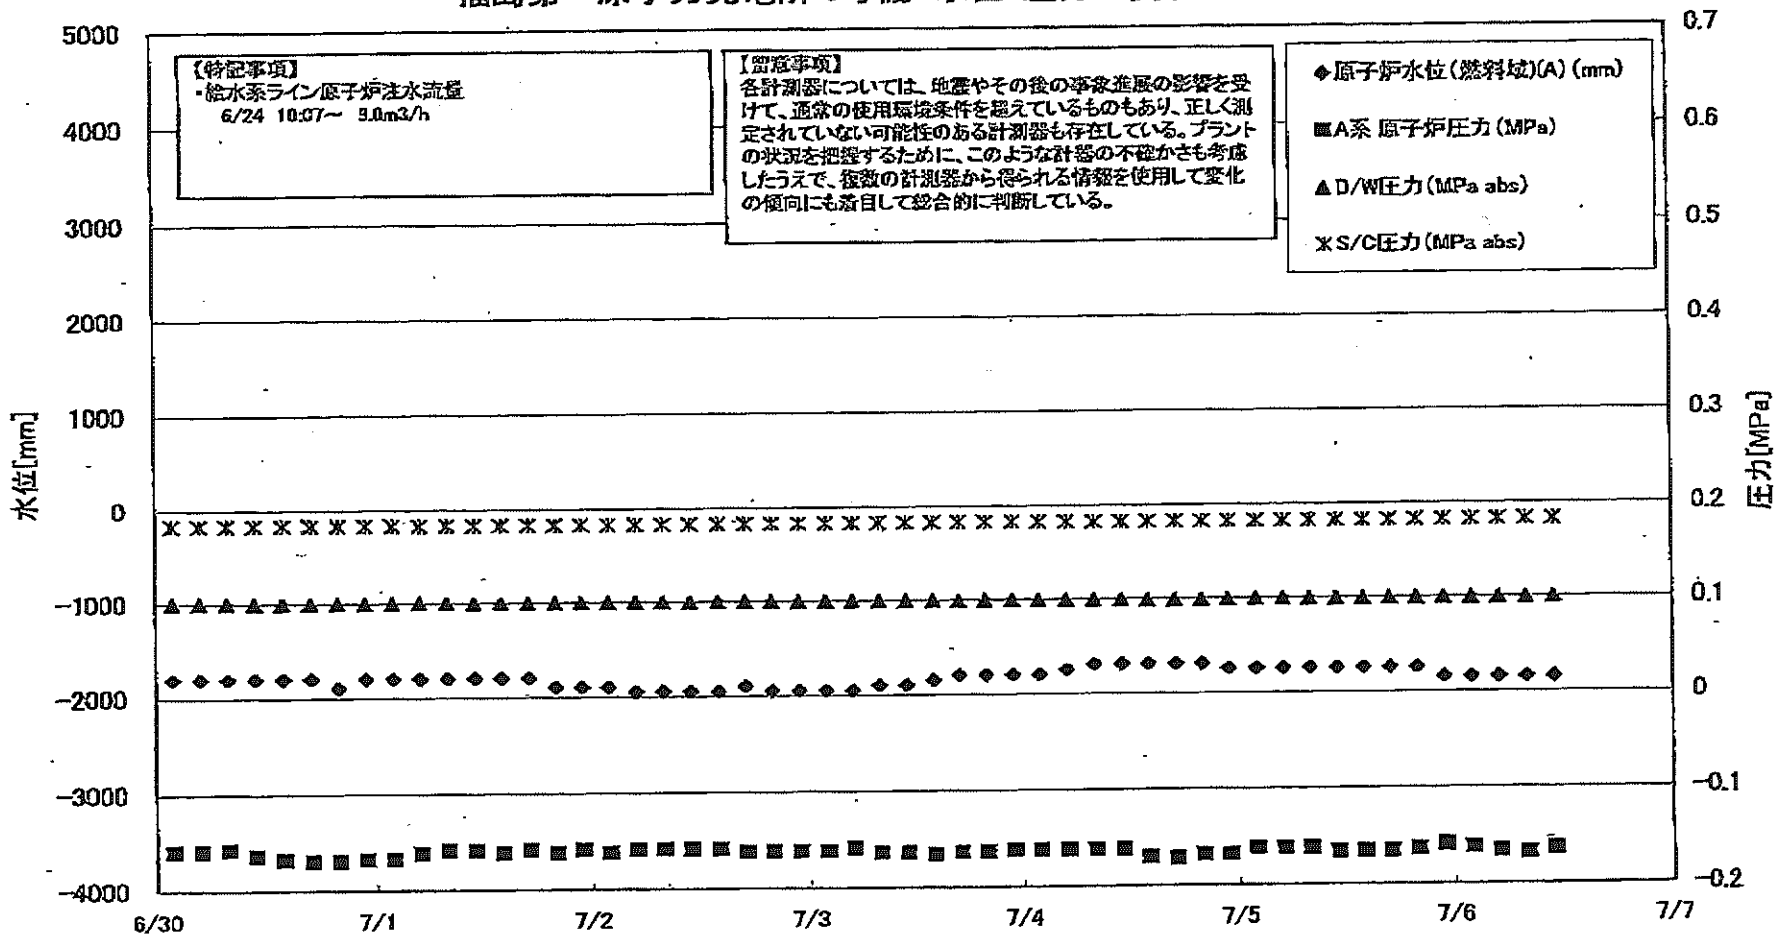 5000
4000
3000
2000
1000
0
-1000
-2000
-3000
-4000
水位[mm]
【特記事項】
・給水系ライン原子炉注水流量
6/24 10:07～ 9.0m3/h
【留意事項】
各計測器については、地震やその後の事象進展の影響を受
けて、通常の使用環境条件を超えているものもあり、正しく測
定されていない可能性のある計測器も存在している。プラント
の状況を把握するために、このような計器の不確かさも考慮
したうえで、複数の計測器から得られる情報を使用して変化
の傾向にも着目して総合的に判断している。
◆原子炉水位(燃料域)(A)(mm)
■A系 原子炉圧力(MPa)
▲D/W圧力(MPa abs)
S/C圧力(MPa abs)
0.7
0.6
0.5
0.4
0.3
0.2
0.1
0
-0.1
-0.2
圧力[MPa]
6/30
7/1
7/2
7/3
7/4
7/5
7/6
7/7